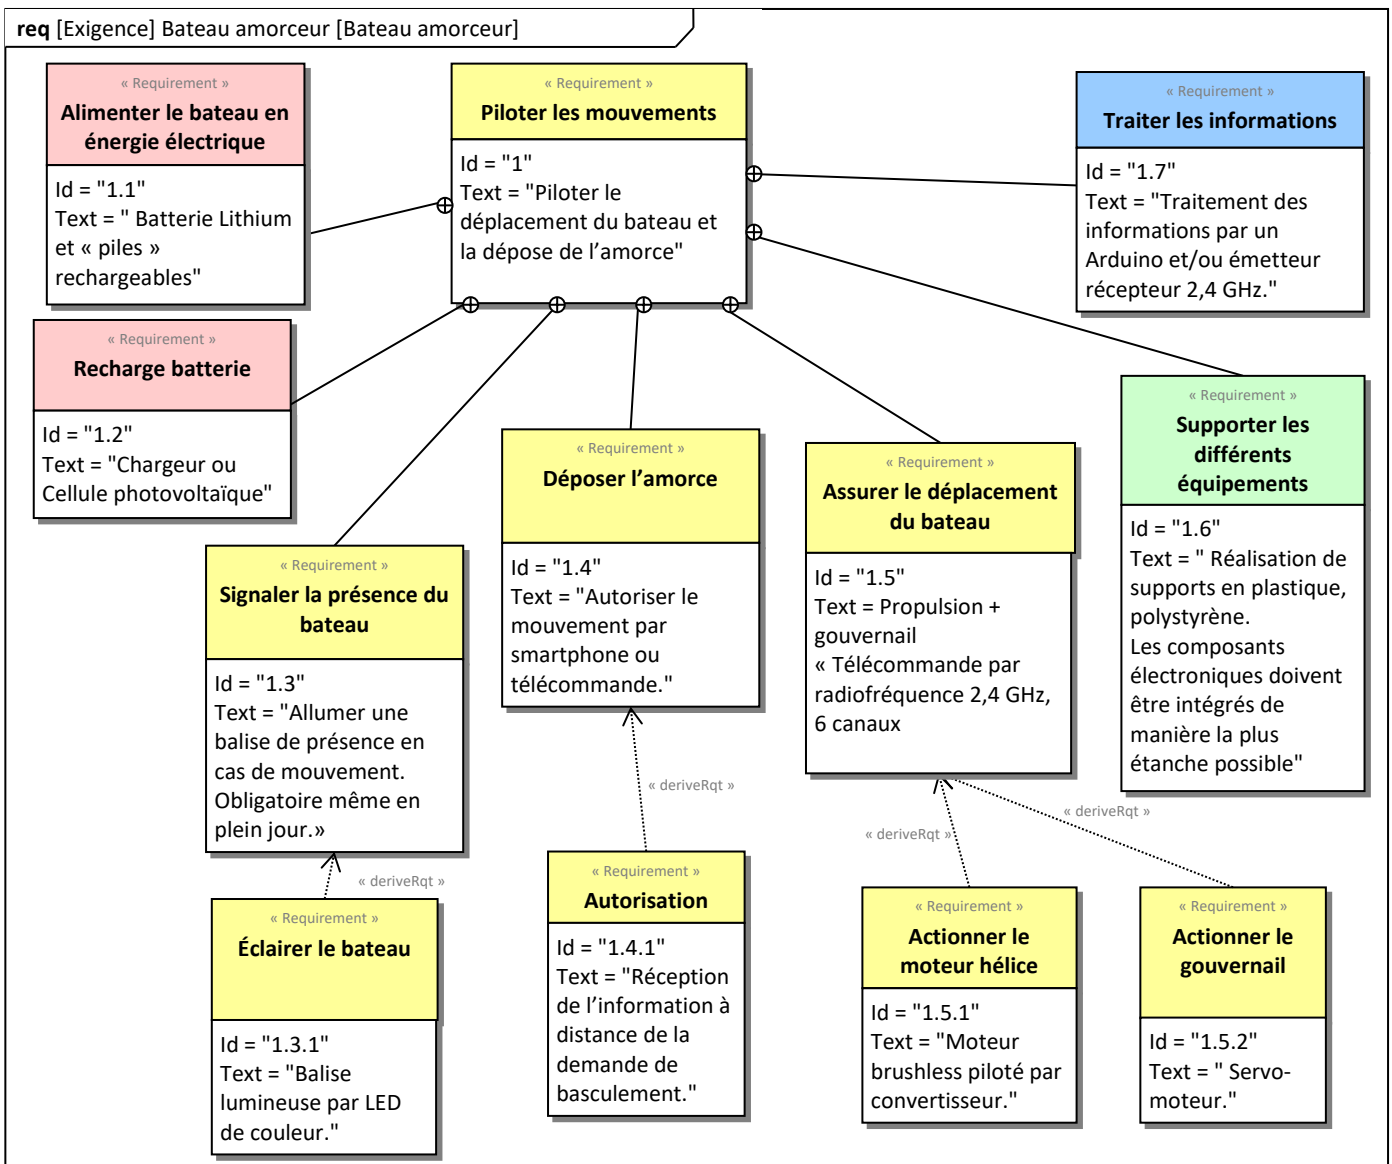 req [Exigence] Bateau amorceur [Bateau amorceur]
« Requirement »
Alimenter le bateau en
énergie électrique
Id = "1.1"
Text = " Batterie Lithium
et « piles »
rechargeables"
« Requirement »
Piloter les mouvements
Id = "1"
Text = "Piloter le
déplacement du bateau et
la dépose de l’amorce"
« Requirement »
Traiter les informations
Id = "1.7"
Text = "Traitement des
informations par un
Arduino et/ou émetteur
récepteur 2,4 GHz."
« Requirement »
Recharge batterie
Id = "1.2"
Text = "Chargeur ou
Cellule photovoltaïque"
« Requirement »
Signaler la présence du
bateau
Id = "1.3"
Text = "Allumer une
balise de présence en
cas de mouvement.
Obligatoire même en
plein jour.»
« Requirement »
Déposer l’amorce
Id = "1.4"
Text = "Autoriser le
mouvement par
smartphone ou
télécommande."
« Requirement »
Assurer le déplacement
du bateau
Id = "1.5"
Text = Propulsion +
gouvernail
« Télécommande par
radiofréquence 2,4 GHz,
6 canaux
« Requirement »
Supporter les
différents
équipements
Id = "1.6"
Text = " Réalisation de
supports en plastique,
polystyrène.
Les composants
électroniques doivent
être intégrés de
manière la plus
étanche possible"
« deriveRqt »
« deriveRqt »
« deriveRqt »
« deriveRqt »
« Requirement »
Éclairer le bateau
Id = "1.3.1"
Text = "Balise
lumineuse par LED
de couleur."
« Requirement »
Autorisation
Id = "1.4.1"
Text = "Réception
de l’information à
distance de la
demande de
basculement."
« Requirement »
Actionner le
moteur hélice
Id = "1.5.1"
Text = "Moteur
brushless piloté par
convertisseur."
« Requirement »
Actionner le
gouvernail
Id = "1.5.2"
Text = " Servo-
moteur."